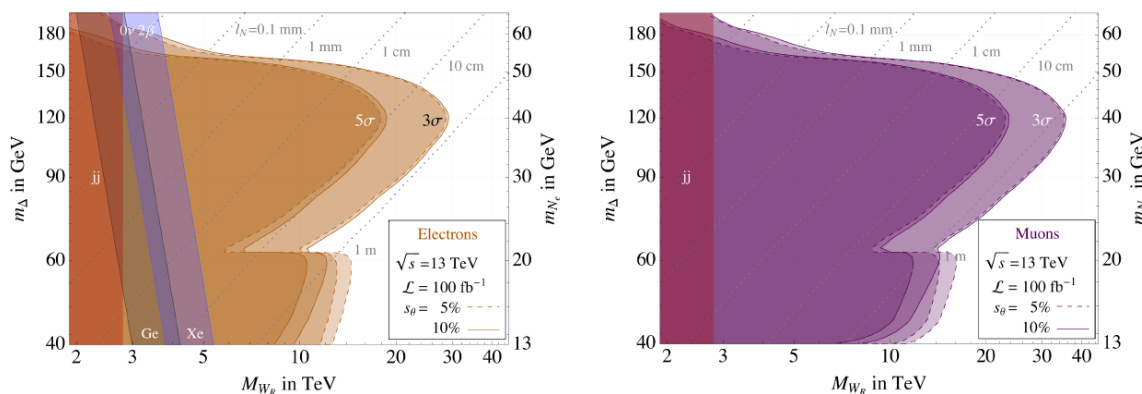 180
150
120
90
60
40
m_Δ in GeV
0ν2β
l_N=0.1 mm
1 mm
1 cm
10 cm
1 m
5σ
3σ
jj
Ge
Xe
Electrons
√s = 13 TeV
ℒ = 100 fb⁻¹
s_θ = 5%
10%
60
50
40
30
20
13
m_{N_e} in GeV
2 3 5 10 20 30 40
M_{W_R} in TeV
180
150
120
90
60
40
m_Δ in GeV
l_N=0.1 mm
1 mm
1 cm
10 cm
1 m
5σ
3σ
jj
Muons
√s = 13 TeV
ℒ = 100 fb⁻¹
s_θ = 5%
10%
60
50
40
30
20
13
in GeV
2 3 5 10 20 30 40
M_{W_R} in TeV